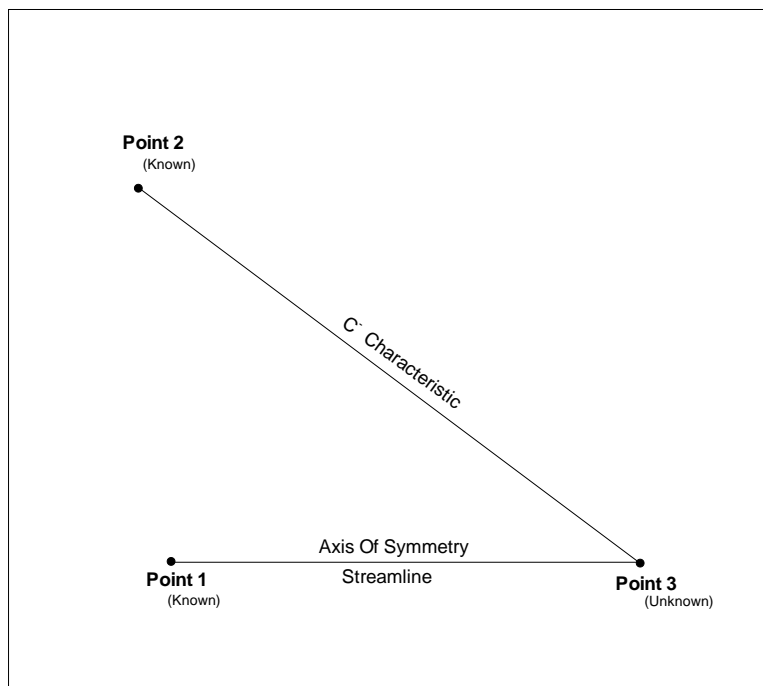 Point 2
(Known)
C- Characteristic
Axis Of Symmetry
Point 1
(Known)
Streamline
Point 3
(Unknown)